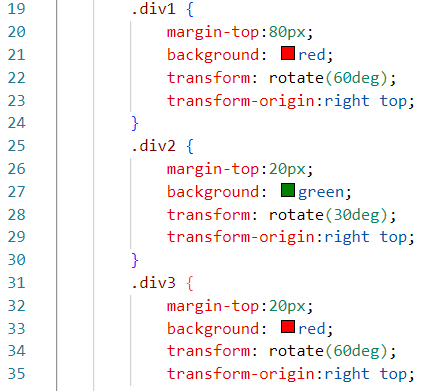 19 .div1 {
20 margin-top:80px;
21 background: red;
22 transform: rotate(60deg);
23 transform-origin:right top;
24 }
25 .div2 {
26 margin-top:20px;
27 background: green;
28 transform: rotate(30deg);
29 transform-origin:right top;
30 }
31 .div3 {
32 margin-top:20px;
33 background: red;
34 transform: rotate(60deg);
35 transform-origin:right top;